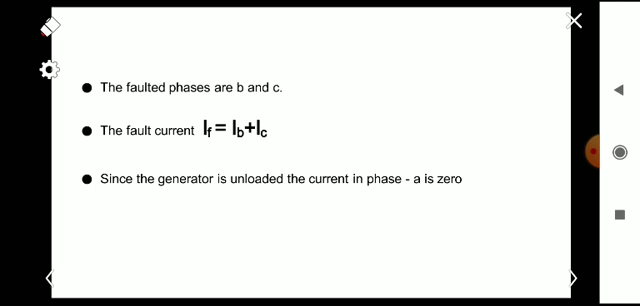 The faulted phases are b and c.
The fault current If = Ib+Ic
Since the generator is unloaded the current in phase - a is zero